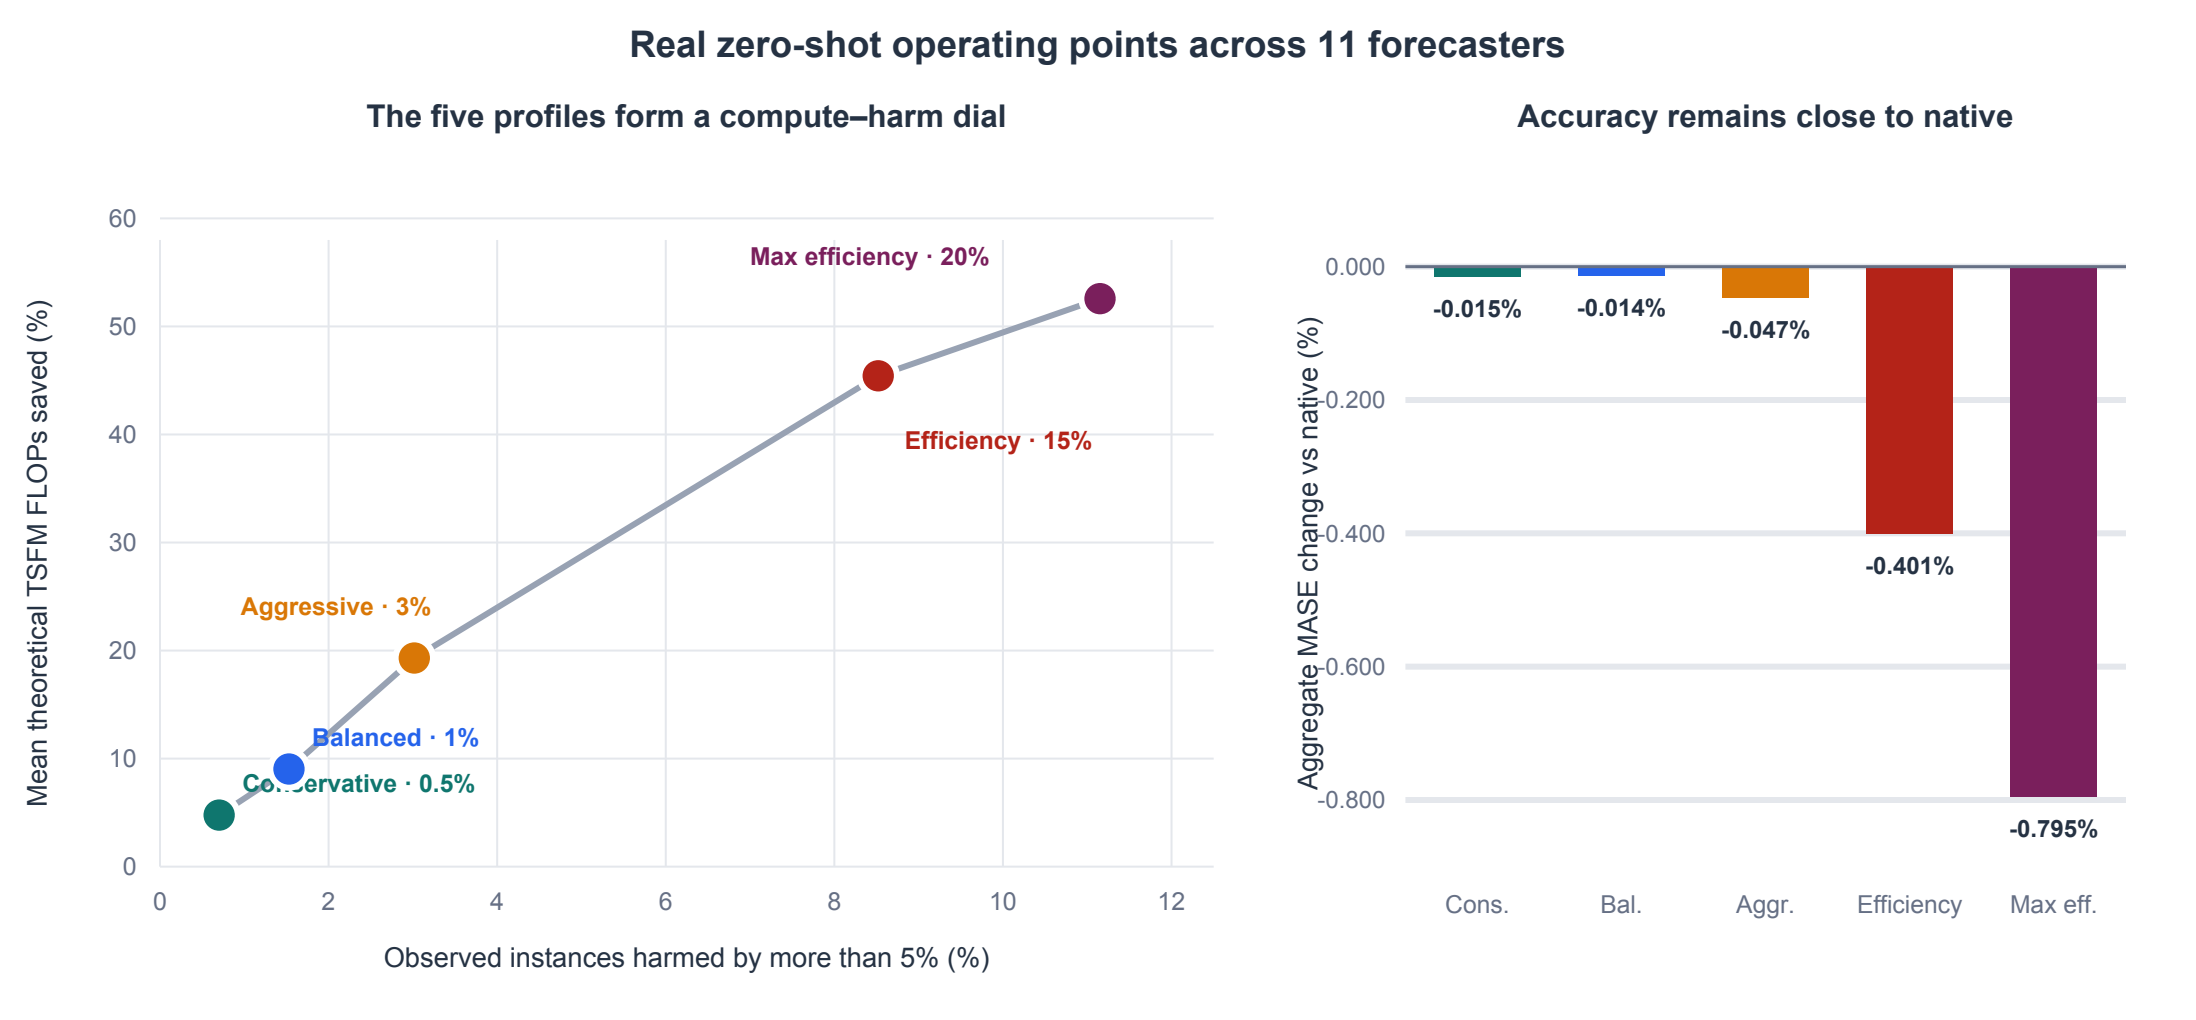 Real zero-shot operating points across 11 forecasters
The five profiles form a compute–harm dial
Mean theoretical TSFM FLOPs saved (%)
60
50
40
30
20
10
0
Max efficiency · 20%
Efficiency · 15%
Aggressive · 3%
Balanced · 1%
Conservative · 0.5%
0 2 4 6 8 10 12
Observed instances harmed by more than 5% (%)
Accuracy remains close to native
Aggregate MASE change vs native (%)
0.000
-0.200
-0.400
-0.600
-0.800
-0.015%
-0.014%
-0.047%
-0.401%
-0.795%
Cons. Bal. Aggr. Efficiency Max eff.